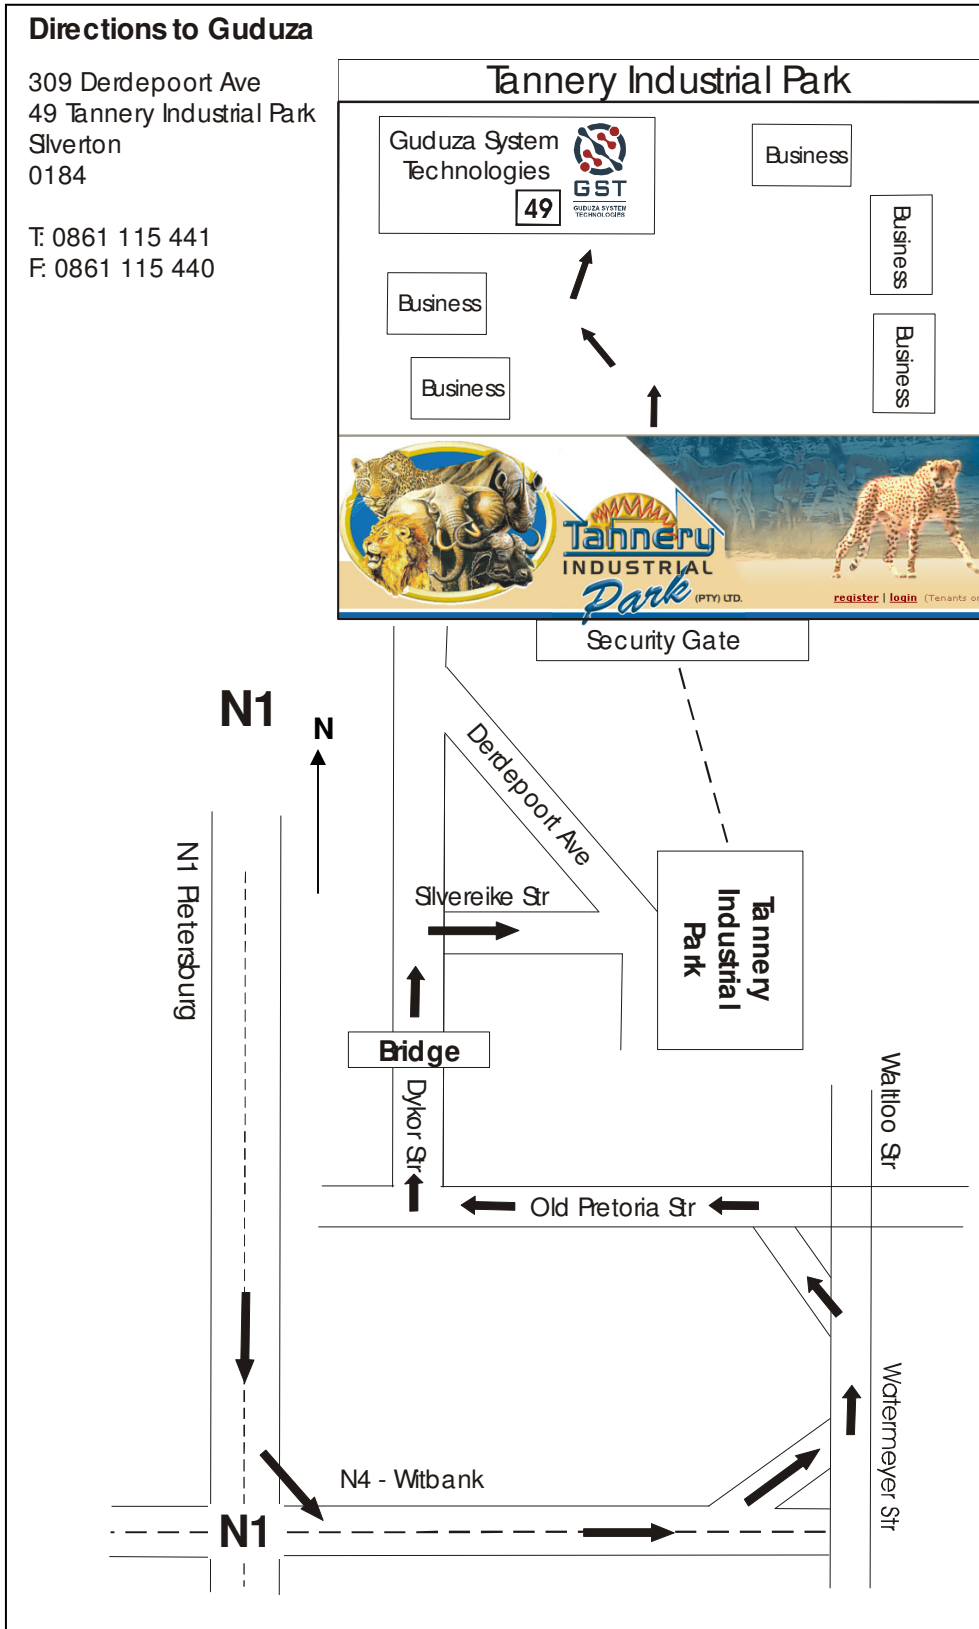 Directions to Guduza
309 Derdepoort Ave
49 Tannery Industrial Park
Silverton
0184
T: 0861 115 441
F: 0861 115 440
Tannery Industrial Park
Guduza System
Technologies
49
GST
GUDUZA SYSTEM
TECHNOLOGIES
Business
Business
Business
Business
Business
Tannery
INDUSTRIAL
Park (PTY) LTD.
register | login (Tenants
Security Gate
N1
N
Derdepoort Ave
N1 Pietersburg
Silvereike Str
Tannery
Industrial
Park
Bridge
Dykor Str
Waltloo Str
Old Pretoria Str
Watermeyer Str
N4 - Witbank
N1